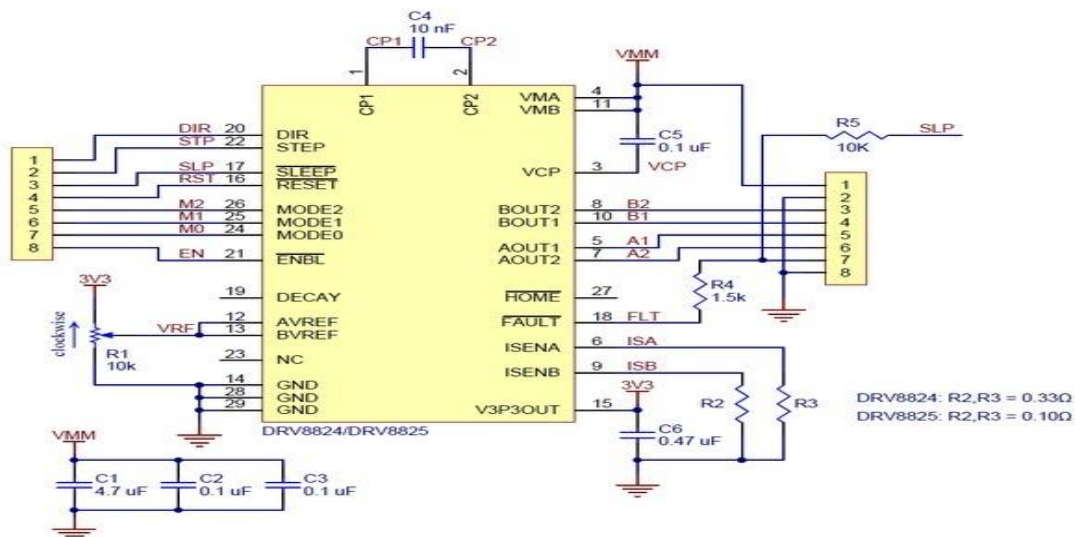 C4
10 nF
CP1
CP2
1
2
CP1
CP2
VMM
DIR 20 DIR
STP 22 STEP
SLP 17 SLEEP
RST 16 RESET
M2 26 MODE2
M1 25 MODE1
M0 24 MODE0
EN 21 ENBL
19 DECAY
12 AVREF
VRF 13 BVREF
23 NC
14 GND
28 GND
29 GND
1
2
3
4
5
6
7
8
3V3
clockwise
R1
10k
VMA 4
VMB 11
C5
0.1 uF
VCP 3 VCP
BOUT2 8 B2
BOUT1 10 B1
AOUT1 5 A1
AOUT2 7 A2
HOME 27
FAULT 18 FLT
ISENA 6 ISA
ISENB 9 ISB
V3P3OUT 15
R5
10K
SLP
1
2
3
4
5
6
7
8
R4
1.5k
3V3
C6
0.47 uF
R2
R3
DRV8824: R2,R3 = 0.33Ω
DRV8825: R2,R3 = 0.10Ω
DRV8824/DRV8825
VMM
C1
4.7 uF
C2
0.1 uF
C3
0.1 uF